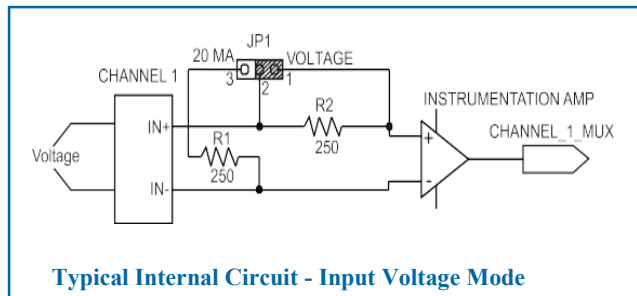 JP1
20 MA
VOLTAGE
3
2
1
CHANNEL 1
R2
INSTRUMENTATION AMP
CHANNEL_1_MUX
IN+
250
+
Voltage
R1
IN-
250
-
Typical Internal Circuit - Input Voltage Mode